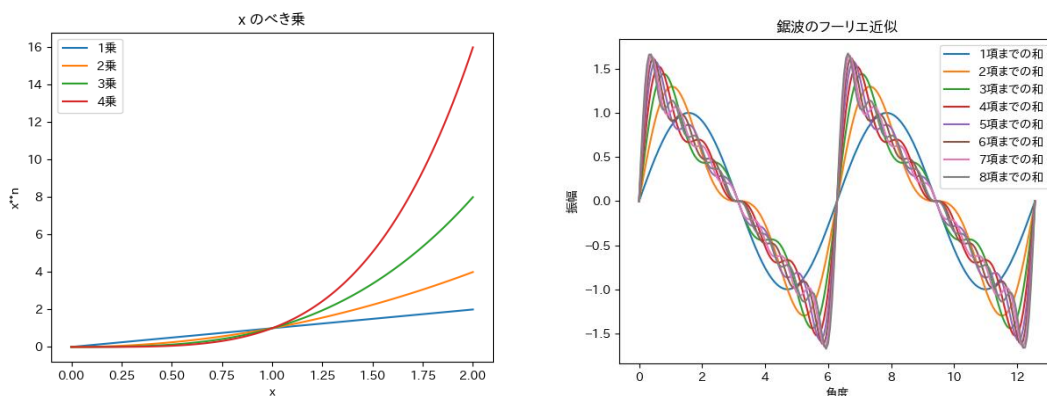 x のべき乗
16
14
12
10
8
6
4
2
0
x**n
1乗
2乗
3乗
4乗
0.00 0.25 0.50 0.75 1.00 1.25 1.50 1.75 2.00
x
鋸波のフーリエ近似
1.5
1.0
0.5
0.0
−0.5
−1.0
−1.5
振幅
1項までの和
2項までの和
3項までの和
4項までの和
5項までの和
6項までの和
7項までの和
8項までの和
0 2 4 6 8 10 12
角度